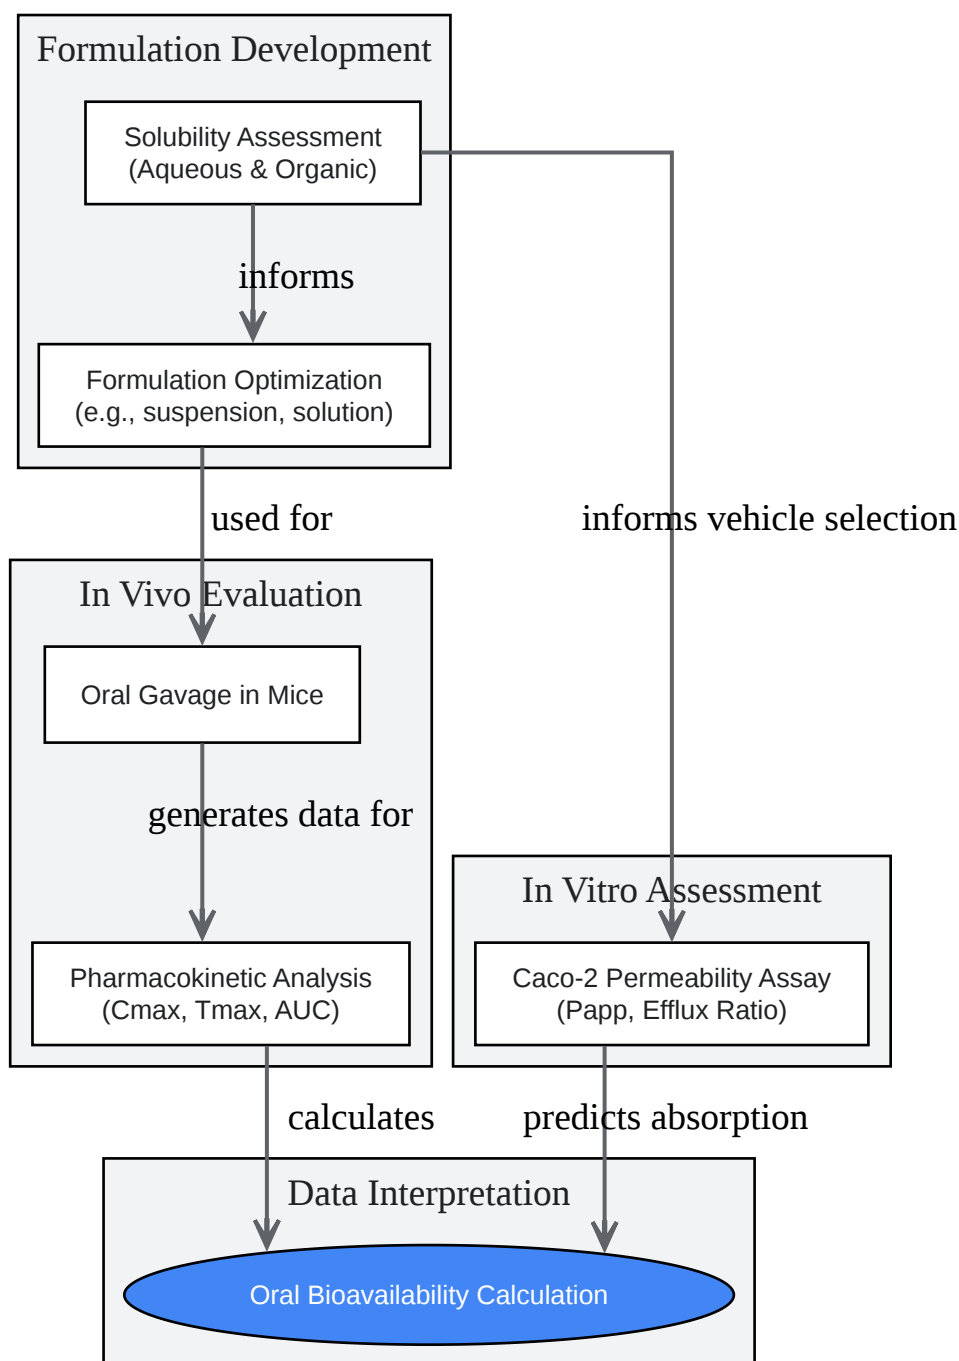 Formulation Development
Solubility Assessment
(Aqueous & Organic)
informs
Formulation Optimization
(e.g., suspension, solution)
used for
informs vehicle selection
In Vivo Evaluation
Oral Gavage in Mice
generates data for
In Vitro Assessment
Pharmacokinetic Analysis
(Cmax, Tmax, AUC)
Caco-2 Permeability Assay
(Papp, Efflux Ratio)
calculates
predicts absorption
Data Interpretation
Oral Bioavailability Calculation